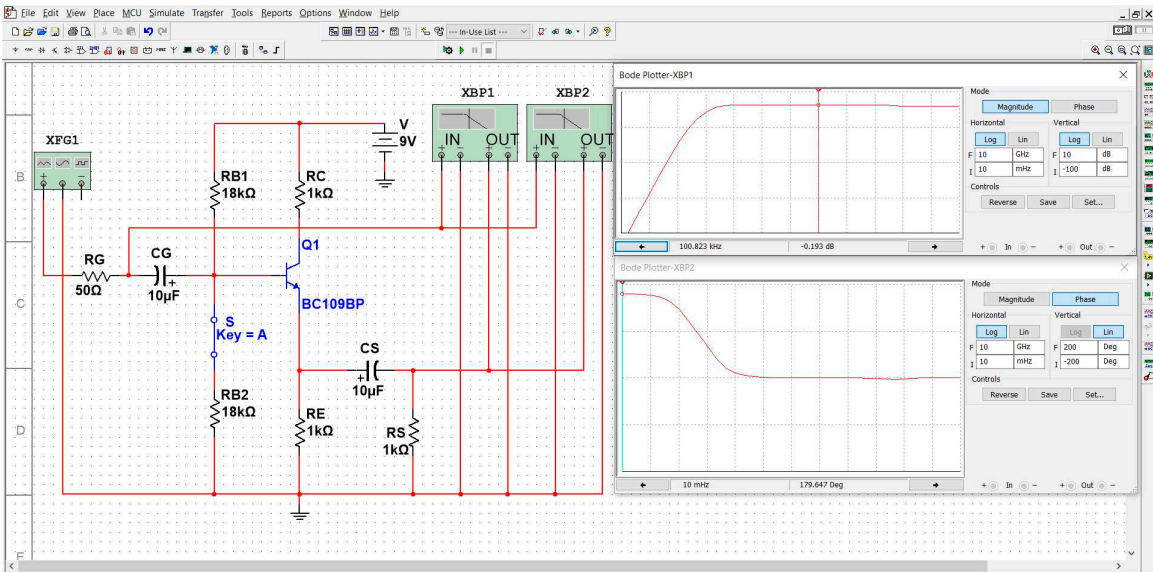 File Edit View Place MCU Simulate Transfer Tools Reports Options Window Help
--- In-Use List ---
XFG1
RB1
18kΩ
RC
1kΩ
V
9V
XBP1
IN OUT
XBP2
IN OUT
RG
50Ω
CG
10µF
Q1
BC109BP
S
Key = A
CS
10µF
RB2
18kΩ
RE
1kΩ
RS
1kΩ
B
C
D
Bode Plotter-XBP1
Mode
Magnitude Phase
Horizontal Vertical
Log Lin Log Lin
F 10 GHz F 10 dB
I 10 mHz I -100 dB
Controls
Reverse Save Set...
100.823 kHz -0.193 dB
+ In - + Out -
Bode Plotter-XBP2
Mode
Magnitude Phase
Horizontal Vertical
Log Lin Log Lin
F 10 GHz F 200 Deg
I 10 mHz I -200 Deg
Controls
Reverse Save Set...
10 mHz 179.647 Deg
+ In - + Out -